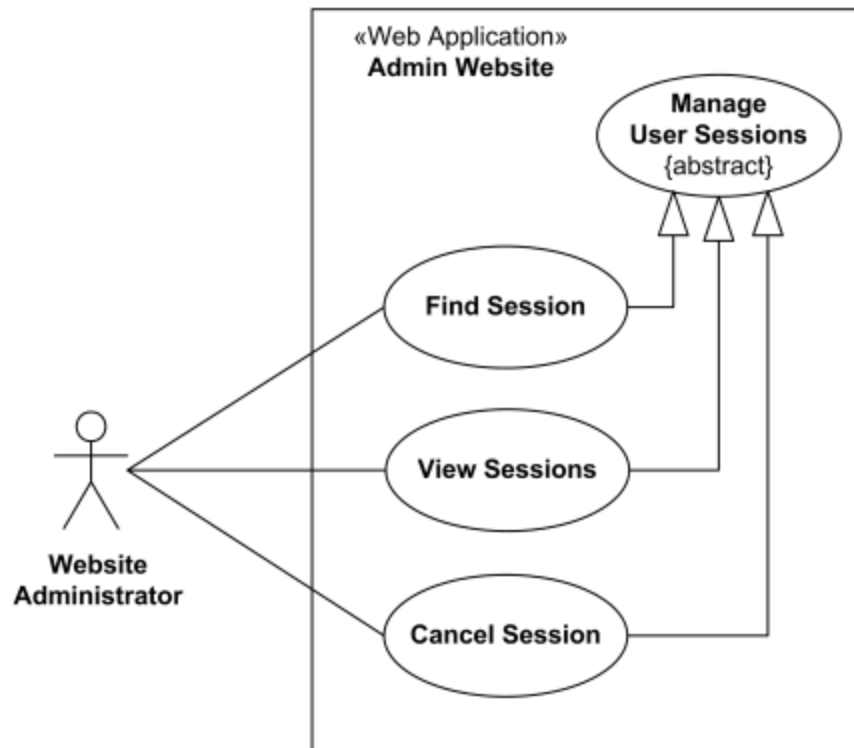 «Web Application»
Admin Website
Manage
User Sessions
{abstract}
Find Session
View Sessions
Website
Administrator
Cancel Session